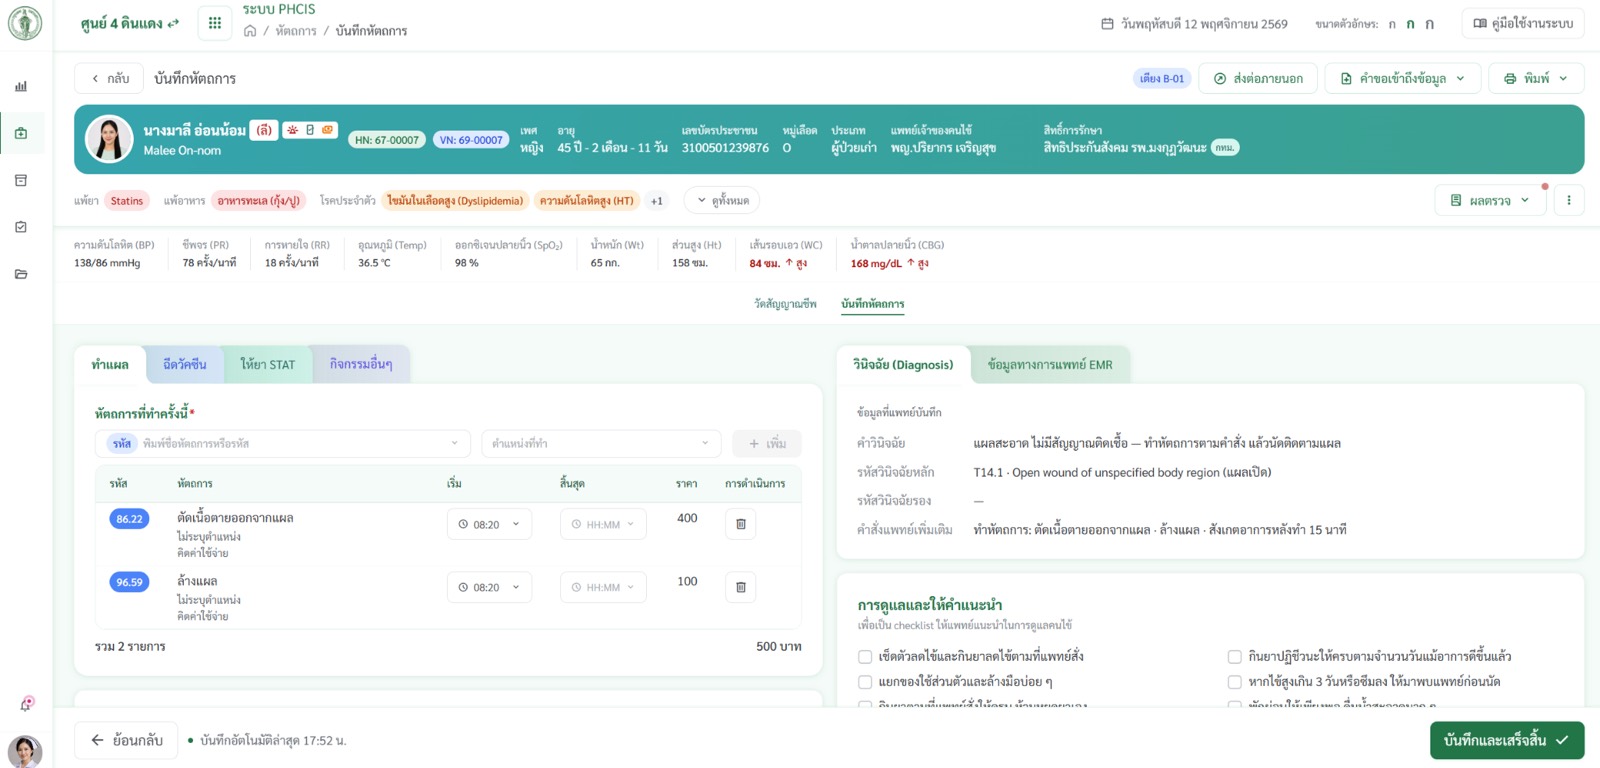 ศูนย์ 4 ดินแดง
ระบบ PHCIS
หัตถการ / บันทึกหัตถการ
วันพฤหัสบดี 12 พฤศจิกายน 2569
ขนาดตัวอักษร: ก ก ก
คู่มือใช้งานระบบ
กลับ
บันทึกหัตถการ
เตียง B-01
ส่งต่อภายนอก
คำขอเข้าถึงข้อมูล
พิมพ์
นางมาลี อ่อนน้อม (ลี)
Malee On-nom
HN: 67-00007
VN: 69-00007
เพศ
หญิง
อายุ
45 ปี - 2 เดือน - 11 วัน
เลขบัตรประชาชน
3100501239876
หมู่เลือด
O
ประเภท
ผู้ป่วยเก่า
แพทย์เจ้าของคนไข้
พญ.ปริยากร เจริญสุข
สิทธิ์การรักษา
สิทธิประกันสังคม รพ.มงกุฎวัฒนะ กทม.
แพ้ยา Statins
แพ้อาหาร อาหารทะเล (กุ้ง/ปู)
โรคประจำตัว ไขมันในเลือดสูง (Dyslipidemia) ความดันโลหิตสูง (HT) +1
ดูทั้งหมด
ผลตรวจ
ความดันโลหิต (BP)
138/86 mmHg
ชีพจร (PR)
78 ครั้ง/นาที
การหายใจ (RR)
18 ครั้ง/นาที
อุณหภูมิ (Temp)
36.5 °C
ออกซิเจนปลายนิ้ว (SpO₂)
98 %
น้ำหนัก (Wt)
65 กก.
ส่วนสูง (Ht)
158 ซม.
เส้นรอบเอว (WC)
84 ซม. ↑ สูง
น้ำตาลปลายนิ้ว (CBG)
168 mg/dL ↑ สูง
วัดสัญญาณชีพ
บันทึกหัตถการ
ทำแผล
ฉีดวัคซีน
ให้ยา STAT
กิจกรรมอื่นๆ
หัตถการที่ทำครั้งนี้*
รหัส พิมพ์ชื่อหัตถการหรือรหัส
ตำแหน่งที่ทำ
+ เพิ่ม
รหัส หัตถการ เริ่ม สิ้นสุด ราคา การดำเนินการ
86.22 ตัดเนื้อตายออกจากแผล 08:20 HH:MM 400
ไม่ระบุตำแหน่ง
คิดค่าใช้จ่าย
96.59 ล้างแผล 08:20 HH:MM 100
ไม่ระบุตำแหน่ง
คิดค่าใช้จ่าย
รวม 2 รายการ 500 บาท
วินิจฉัย (Diagnosis)
ข้อมูลทางการแพทย์ EMR
ข้อมูลที่แพทย์บันทึก
คำวินิจฉัย แผลสะอาด ไม่มีสัญญาณติดเชื้อ — ทำหัตถการตามคำสั่ง แล้วนัดติดตามแผล
รหัสวินิจฉัยหลัก T14.1 · Open wound of unspecified body region (แผลเปิด)
รหัสวินิจฉัยรอง —
คำสั่งแพทย์เพิ่มเติม ทำหัตถการ: ตัดเนื้อตายออกจากแผล · ล้างแผล · สังเกตอาการหลังทำ 15 นาที
การดูแลและให้คำแนะนำ
เพื่อเป็น checklist ให้แพทย์แนะนำในการดูแลคนไข้
เช็ดตัวลดไข้และกินยาลดไข้ตามที่แพทย์สั่ง
กินยาปฏิชีวนะให้ครบตามจำนวนวันแม้อาการดีขึ้นแล้ว
แยกของใช้ส่วนตัวและล้างมือบ่อย ๆ
หากไข้สูงเกิน 3 วันหรือซึมลง ให้มาพบแพทย์ก่อนนัด
ย้อนกลับ
บันทึกอัตโนมัติล่าสุด 17:52 น.
บันทึกและเสร็จสิ้น